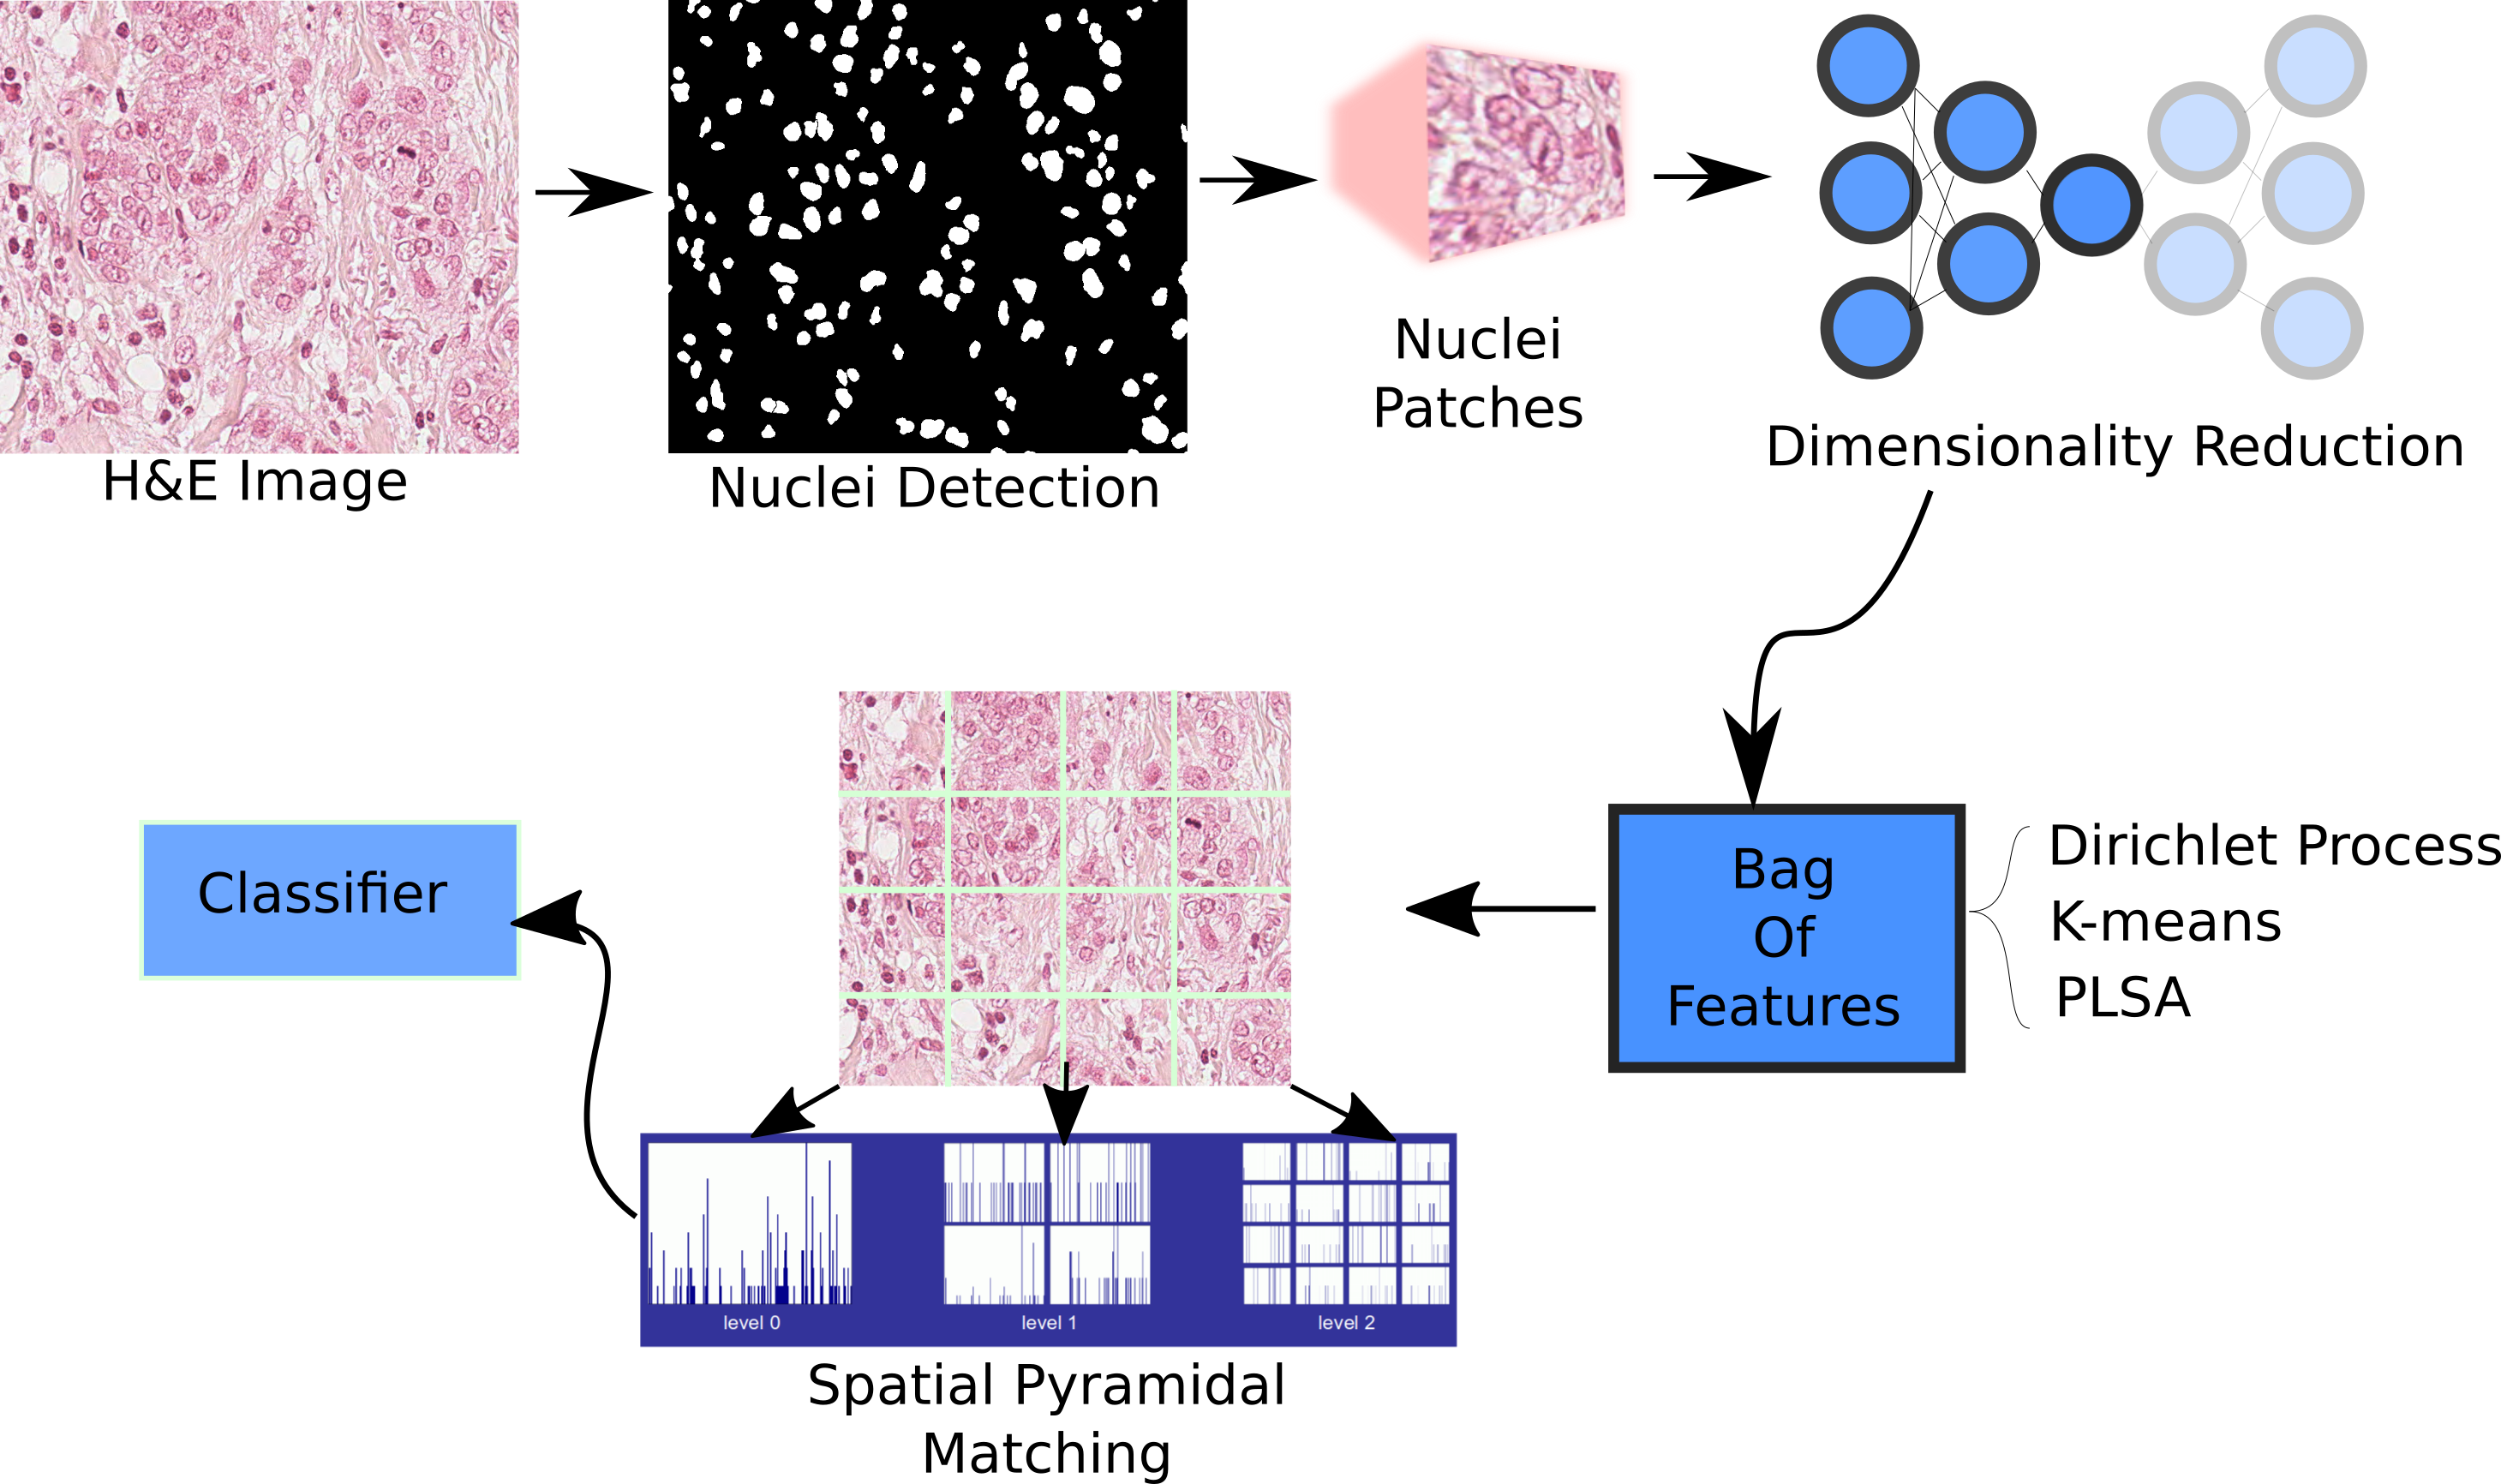 H&E Image
Nuclei Detection
Nuclei
Patches
Dimensionality Reduction
Bag
Of
Features
Dirichlet Process
K-means
PLSA
Classifier
level 0
level 1
level 2
Spatial Pyramidal
Matching